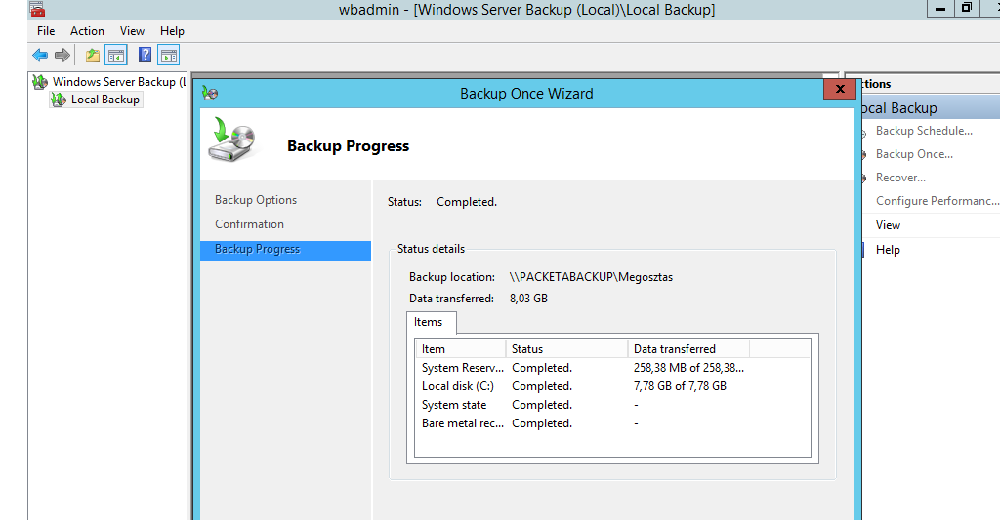 wbadmin - [Windows Server Backup (Local)\Local Backup]
File Action View Help
Windows Server Backup (L
Local Backup
Backup Once Wizard
x
Backup Progress
Backup Options
Confirmation
Backup Progress
Status: Completed.
Status details
Backup location: \\PACKETABACKUP\Megosztas
Data transferred: 8,03 GB
Items
Item Status Data transferred
System Reserv... Completed. 258,38 MB of 258,38...
Local disk (C:) Completed. 7,78 GB of 7,78 GB
System state Completed. -
Bare metal rec... Completed. -
ctions
ocal Backup
Backup Schedule...
Backup Once...
Recover...
Configure Performanc...
View
Help